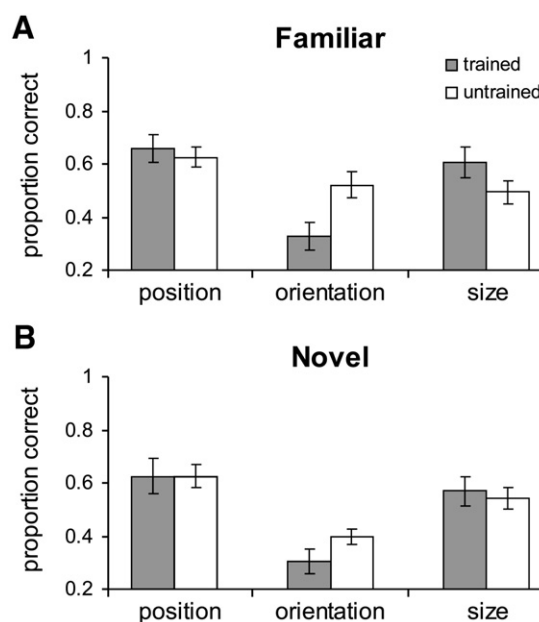 A
Familiar
trained
untrained
proportion correct
1
0.8
0.6
0.4
0.2
position orientation size
B
Novel
proportion correct
1
0.8
0.6
0.4
0.2
position orientation size